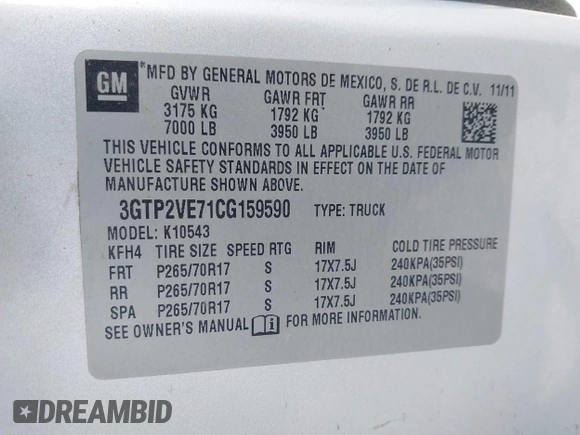 GM
*MFD BY GENERAL MOTORS DE MEXICO, S. DE R.L. DE C.V. 11/11
GVWR GAWR FRT GAWR RR
3175 KG 1792 KG 1792 KG
7000 LB 3950 LB 3950 LB
THIS VEHICLE CONFORMS TO ALL APPLICABLE U.S. FEDERAL MOTOR
VEHICLE SAFETY STANDARDS IN EFFECT ON THE DATE OF
MANUFACTURE SHOWN ABOVE.
3GTP2VE71CG159590 TYPE: TRUCK
MODEL: K10543
KFH4 TIRE SIZE SPEED RTG RIM COLD TIRE PRESSURE
FRT P265/70R17 S 17X7.5J 240KPA(35PSI)
RR P265/70R17 S 17X7.5J 240KPA(35PSI)
SPA P265/70R17 S 17X7.5J 240KPA(35PSI)
SEE OWNER'S MANUAL FOR MORE INFORMATION.
DREAMBID